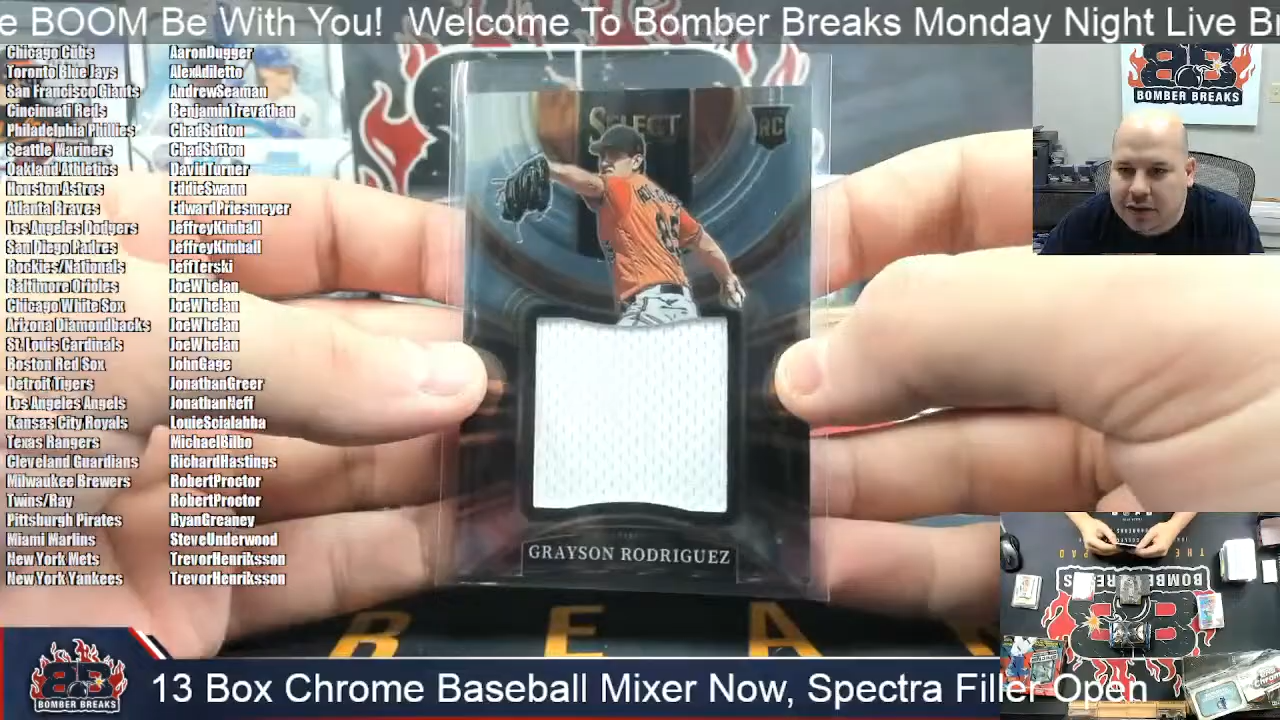 e BOOM Be With You! Welcome To Bomber Breaks Monday Night Live B
Chicago Cubs AaronDugger
Toronto Blue Jays AlexAdiletto
San Francisco Giants AndrewSeaman
Cincinnati Reds BenjaminTrevathan
Philadelphia Phillies ChadSutton
Seattle Mariners ChadSutton
Oakland Athletics DavidTurner
Houston Astros EddieSwann
Atlanta Braves EdwardPriesmeyer
Los Angeles Dodgers JeffreyKimball
San Diego Padres JeffreyKimball
Rockies/Nationals JeffTerski
Baltimore Orioles JoeWhelan
Chicago White Sox JoeWhelan
Arizona Diamondbacks JoeWhelan
St. Louis Cardinals JoeWhelan
Boston Red Sox JohnGage
Detroit Tigers JonathanGreer
Los Angeles Angels JonathanNeff
Kansas City Royals LouieScialabba
Texas Rangers MichaelBilbo
Cleveland Guardians RichardHastings
Milwaukee Brewers RobertProctor
Twins/Ray RobertProctor
Pittsburgh Pirates RyanGreaney
Miami Marlins SteveUnderwood
New York Mets TrevorHenriksson
New York Yankees TrevorHenriksson
SELECT
RC
GRAYSON RODRIGUEZ
B E A
BOMBER BREAKS
BOMBER BREAKS
13 Box Chrome Baseball Mixer Now, Spectra Filler Open